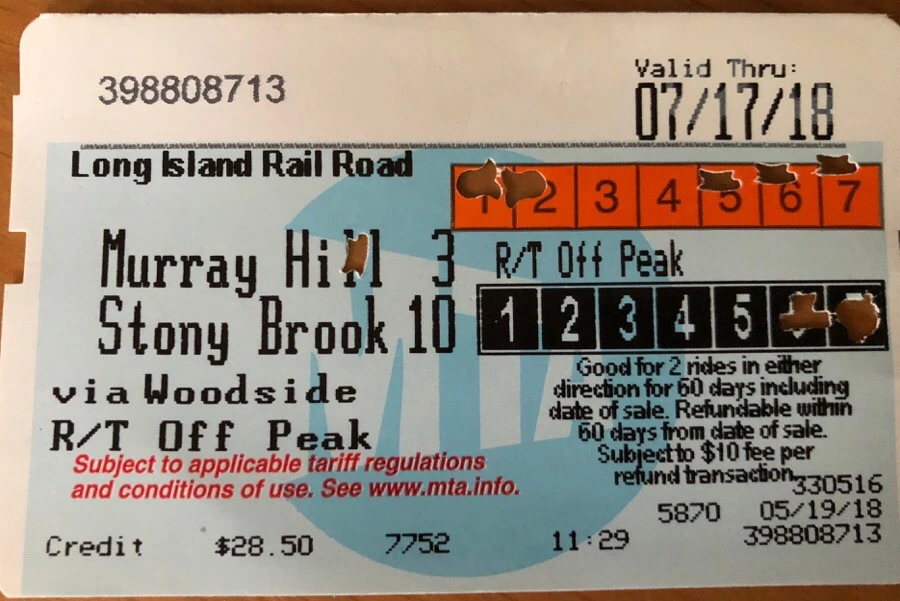 398808713
Valid Thru:
07/17/18
Long Island Rail Road
1 2 3 4 5 6 7
Murray Hill 3
R/T Off Peak
Stony Brook 10
1 2 3 4 5
via Woodside
R/T Off Peak
Good for 2 rides in either
direction for 60 days including
date of sale. Refundable within
60 days from date of sale.
Subject to $10 fee per
refund transaction.
Subject to applicable tariff regulations
and conditions of use. See www.mta.info.
MTA
330516
5870 05/19/18
Credit $28.50 7752 11:29 398808713